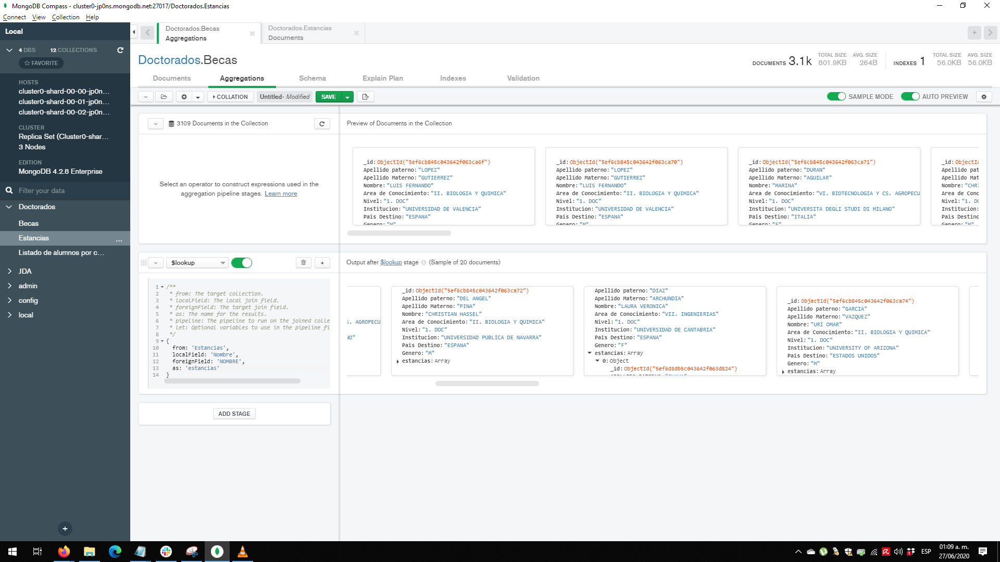 MongoDB Compass - cluster0-jp0ns.mongodb.net:27017/Doctorados.Estancias
Connect View Collection Help
Local
4 DBS 12 COLLECTIONS
FAVORITE
HOSTS
cluster0-shard-00-00-jp0n...
cluster0-shard-00-01-jp0n...
cluster0-shard-00-02-jp0n...
CLUSTER
Replica Set (Cluster0-shar...
3 Nodes
EDITION
MongoDB 4.2.8 Enterprise
Filter your data
Doctorados
Becas
Estancias ...
Listado de alumnos por c...
JDA
admin
config
local
+
Doctorados.Becas
Aggregations
Doctorados.Estancias
Documents
+
Doctorados.Becas
DOCUMENTS 3.1k
TOTAL SIZE 801.9KB
AVG. SIZE 264B
INDEXES 1
TOTAL SIZE 56.0KB
AVG. SIZE 56.0KB
Documents Aggregations Schema Explain Plan Indexes Validation
COLLATION Untitled- Modified SAVE
SAMPLE MODE AUTO PREVIEW
3109 Documents in the Collection
Preview of Documents in the Collection
Select an operator to construct expressions used in the
aggregation pipeline stages. Learn more
_id: ObjectId("5ef6cb845c043642f063ca6f")
Apellido paterno: "LOPEZ"
Apellido Materno: "GUTIERREZ"
Nombre: "LUIS FERNANDO"
Area de Conocimiento: "II. BIOLOGIA Y QUIMICA"
Nivel: "1. DOC"
Institucion: "UNIVERSIDAD DE VALENCIA"
Pais Destino: "ESPANA"
Genero: "M"
_id: ObjectId("5ef6cb845c043642f063ca70")
Apellido paterno: "LOPEZ"
Apellido Materno: "GUTIERREZ"
Nombre: "LUIS FERNANDO"
Area de Conocimiento: "II. BIOLOGIA Y QUIMICA"
Nivel: "1. DOC"
Institucion: "UNIVERSIDAD DE VALENCIA"
Pais Destino: "ESPANA"
Genero: "M"
_id: ObjectId("5ef6cb845c043642f063ca71")
Apellido paterno: "DURAN"
Apellido Materno: "AGUILAR"
Nombre: "MARINA"
Area de Conocimiento: "VI. BIOTECNOLOGIA Y CS. AGROPECU
Nivel: "1. DOC"
Institucion: "UNIVERSITA DEGLI STUDI DI MILANO"
Pais Destino: "ITALIA"
Genero: "F"
_id: ObjectI
Apellido pat
Apellido Mat
Nombre: "CHRI
Area de Cono
Nivel: "1. DO
Institucion:
Pais Destino
Genero: "M"
$lookup
+
Output after $lookup stage (Sample of 20 documents)
1 /**
2 * from: The target collection.
3 * localField: The local join field.
4 * foreignField: The target join field.
5 * as: The name for the results.
6 * pipeline: The pipeline to run on the joined colle
7 * let: Optional variables to use in the pipeline fi
8 */
9 {
10 from: 'Estancias',
11 localField: 'Nombre',
12 foreignField: 'NOMBRE',
13 as: 'estancias'
14 }
S. AGROPECU
NO"
_id: ObjectId("5ef6cb845c043642f063ca72")
Apellido paterno: "DEL ANGEL"
Apellido Materno: "PINA"
Nombre: "CHRISTIAN HASSEL"
Area de Conocimiento: "II. BIOLOGIA Y QUIMICA"
Nivel: "1. DOC"
Institucion: "UNIVERSIDAD PUBLICA DE NAVARRA"
Pais Destino: "ESPANA"
Genero: "M"
estancias: Array
Apellido paterno: "DIAZ"
Apellido Materno: "ARCHUNDIA"
Nombre: "LAURA VERONICA"
Area de Conocimiento: "VII. INGENIERIAS"
Nivel: "1. DOC"
Institucion: "UNIVERSIDAD DE CANTABRIA"
Pais Destino: "ESPANA"
Genero: "F"
estancias: Array
0: Object
_id: ObjectId("5ef6d8db5c043642f063d824")
_id: ObjectId("5ef6cb845c043642f063ca74")
Apellido paterno: "GARCIA"
Apellido Materno: "VAZQUEZ"
Nombre: "URI OMAR"
Area de Conocimiento: "II. BIOLOGIA Y QUIMICA"
Nivel: "1. DOC"
Institucion: "UNIVERSITY OF ARIZONA"
Pais Destino: "ESTADOS UNIDOS"
Genero: "M"
estancias: Array
ADD STAGE
ESP
01:09 a. m.
27/06/2020